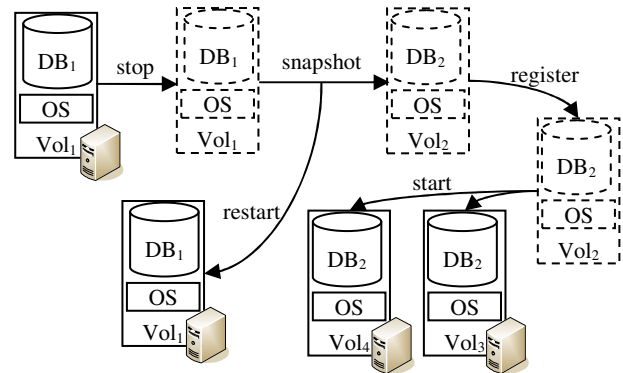 DB₁
OS
Vol₁
stop
DB₁
OS
Vol₁
snapshot
DB₂
OS
Vol₂
register
DB₂
OS
Vol₂
restart
DB₁
OS
Vol₁
start
DB₂
OS
Vol₄
DB₂
OS
Vol₃